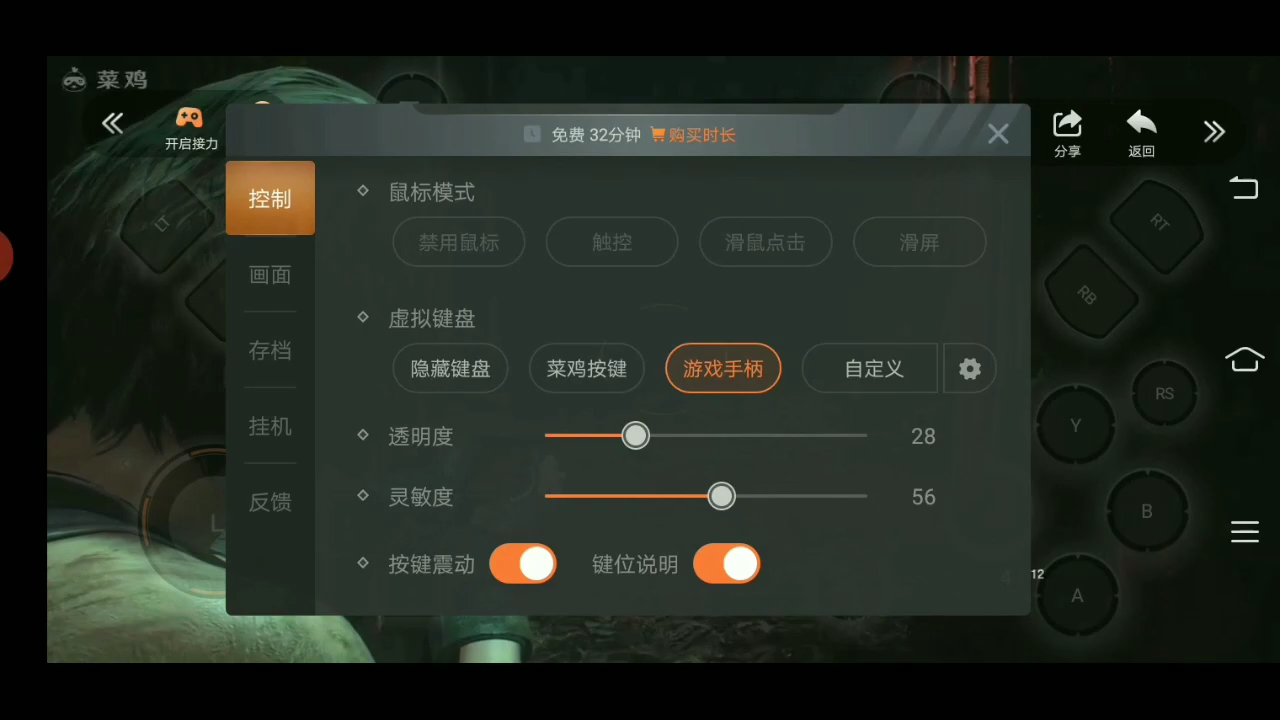 菜鸡
开启接力
免费 32分钟 购买时长
分享
返回
控制
画面
存档
挂机
反馈
鼠标模式
禁用鼠标 触控 滑鼠点击 滑屏
虚拟键盘
隐藏键盘 菜鸡按键 游戏手柄 自定义
透明度 28
灵敏度 56
按键震动 键位说明
LT
RT
RB
RS
Y
B
A
L
12